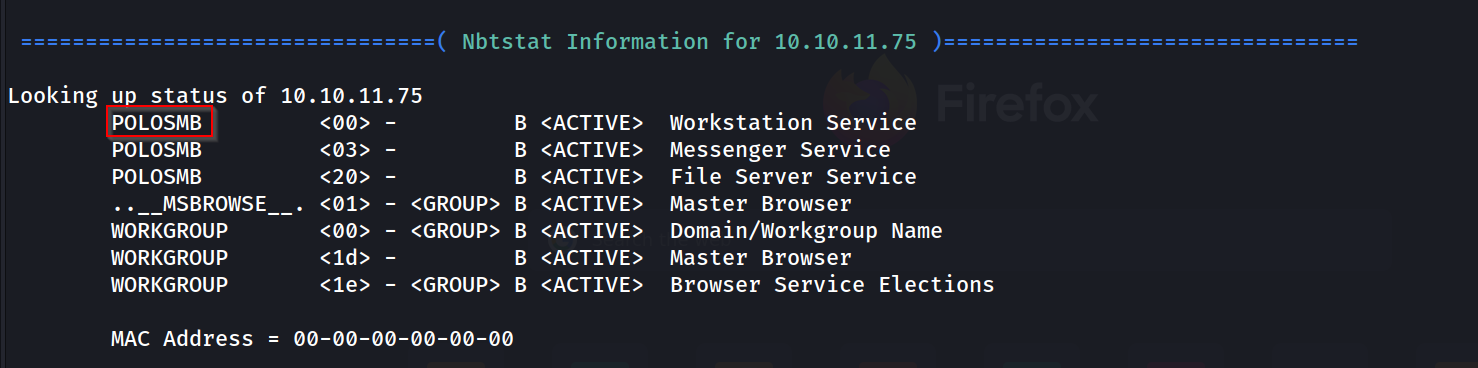 =================================( Nbtstat Information for 10.10.11.75 )=================================
Looking up status of 10.10.11.75
POLOSMB         <00> -         B <ACTIVE>  Workstation Service
POLOSMB         <03> -         B <ACTIVE>  Messenger Service
POLOSMB         <20> -         B <ACTIVE>  File Server Service
..__MSBROWSE__. <01> - <GROUP> B <ACTIVE>  Master Browser
WORKGROUP       <00> - <GROUP> B <ACTIVE>  Domain/Workgroup Name
WORKGROUP       <1d> -         B <ACTIVE>  Master Browser
WORKGROUP       <1e> - <GROUP> B <ACTIVE>  Browser Service Elections
MAC Address = 00-00-00-00-00-00
Firefox